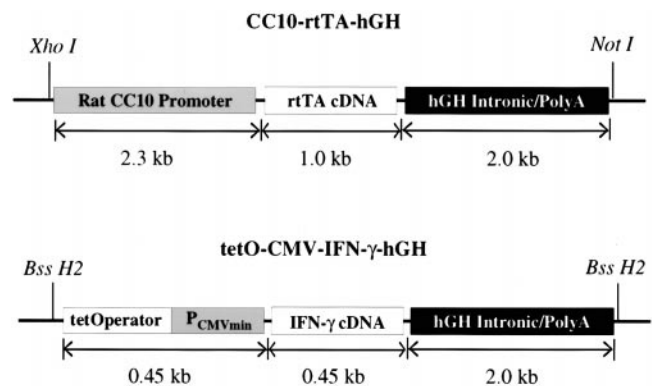 CC10-rtTA-hGH
Xho I
Not I
Rat CC10 Promoter
rtTA cDNA
hGH Intronic/PolyA
2.3 kb
1.0 kb
2.0 kb
tetO-CMV-IFN-γ-hGH
Bss H2
Bss H2
tetOperator
PCMVmin
IFN-γ cDNA
hGH Intronic/PolyA
0.45 kb
0.45 kb
2.0 kb